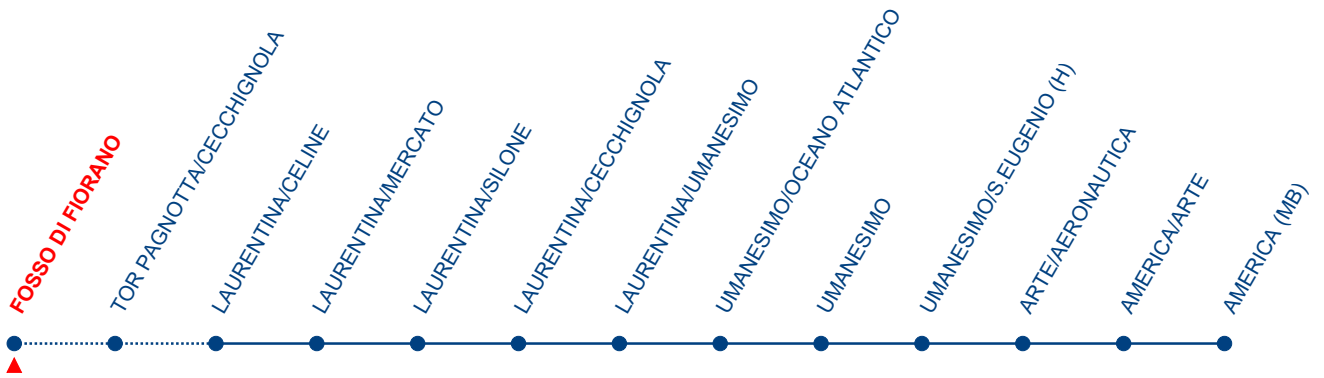 FOSSO DI FIORANO
TOR PAGNOTTA/CECCHIGNOLA
LAURENTINA/CELINE
LAURENTINA/MERCATO
LAURENTINA/SILONE
LAURENTINA/CECCHIGNOLA
LAURENTINA/UMANESIMO
UMANESIMO/OCEANO ATLANTICO
UMANESIMO
UMANESIMO/S.EUGENIO (H)
ARTE/AERONAUTICA
AMERICA/ARTE
AMERICA (MB)